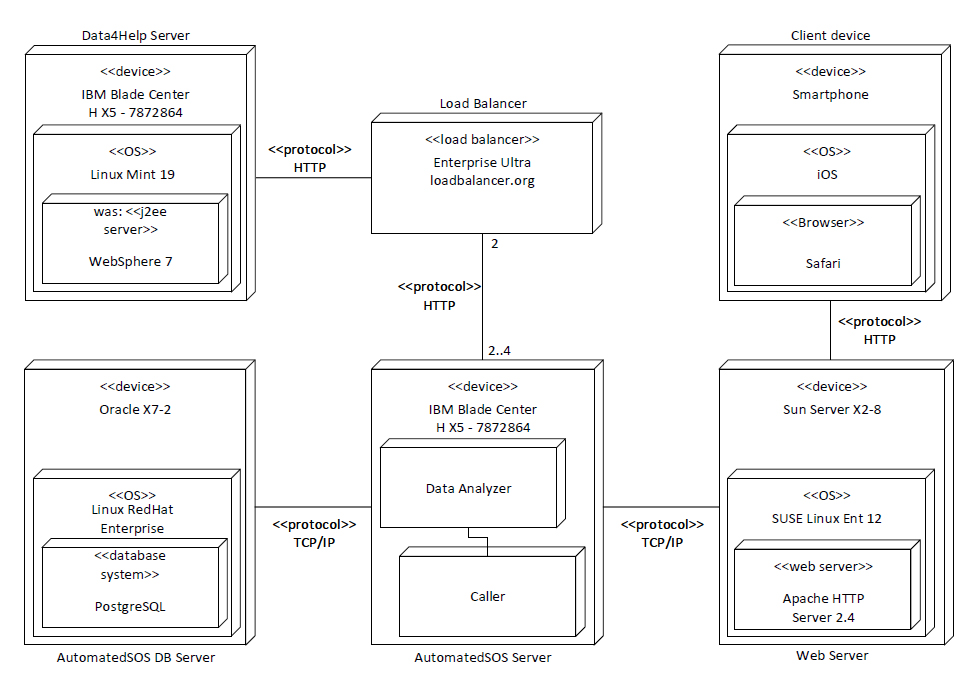 Data4Help Server
<<device>>
IBM Blade Center
H X5 - 7872864
<<OS>>
Linux Mint 19
was: <<j2ee
server>>
WebSphere 7
<<protocol>>
HTTP
Load Balancer
<<load balancer>>
Enterprise Ultra
loadbalancer.org
2
<<protocol>>
HTTP
2..4
Client device
<<device>>
Smartphone
<<OS>>
iOS
<<Browser>>
Safari
<<protocol>>
HTTP
<<device>>
Oracle X7-2
<<OS>>
Linux RedHat
Enterprise
<<database
system>>
PostgreSQL
AutomatedSOS DB Server
<<protocol>>
TCP/IP
<<device>>
IBM Blade Center
H X5 - 7872864
Data Analyzer
Caller
AutomatedSOS Server
<<protocol>>
TCP/IP
<<device>>
Sun Server X2-8
<<OS>>
SUSE Linux Ent 12
<<web server>>
Apache HTTP
Server 2.4
Web Server